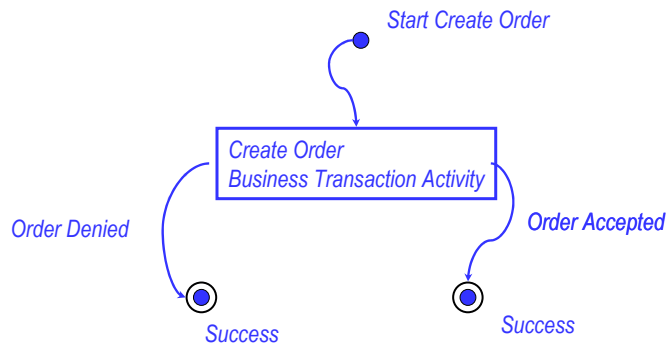 Start Create Order
Create Order
Business Transaction Activity
Order Denied
Order Accepted
Success
Success